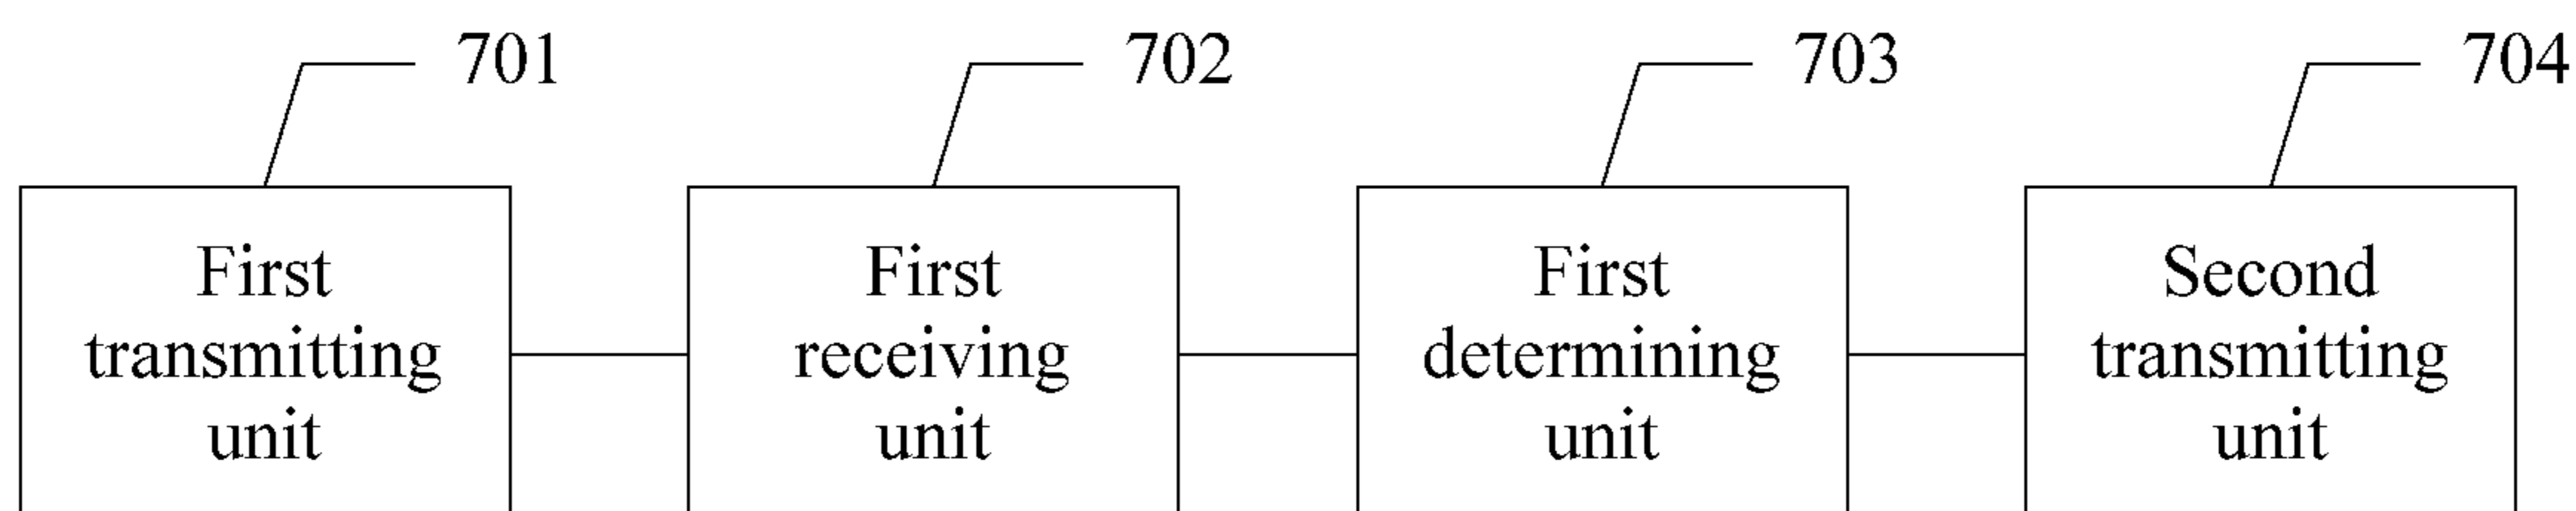 701
702
703
704
First
transmitting
unit
First
receiving
unit
First
determining
unit
Second
transmitting
unit